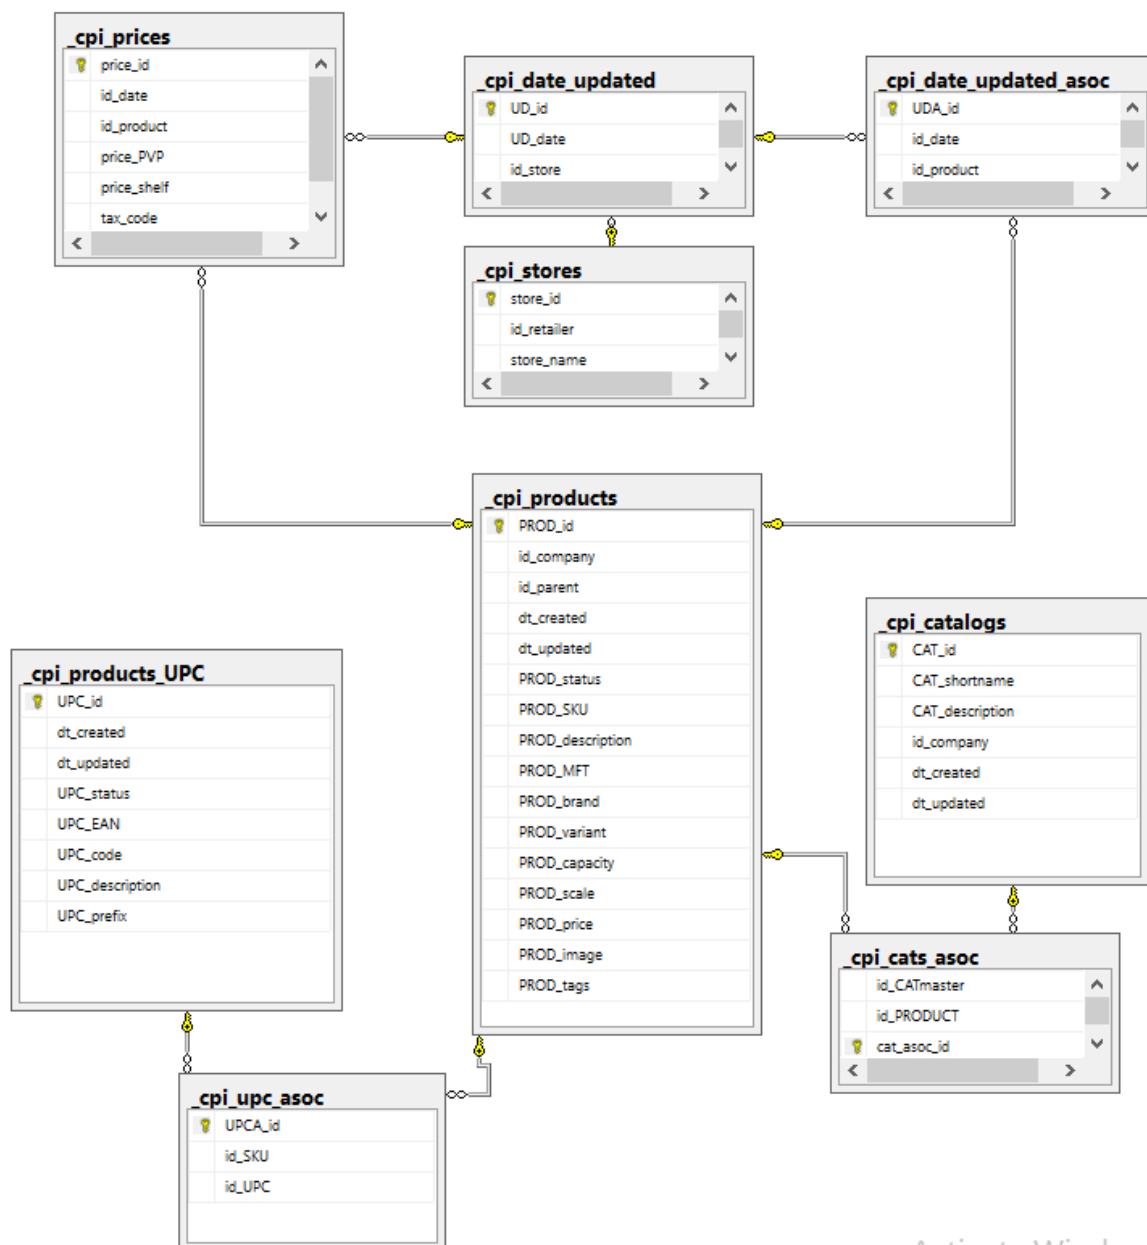 _cpi_prices
price_id
id_date
id_product
price_PVP
price_shelf
tax_code
_cpi_date_updated
UD_id
UD_date
id_store
_cpi_date_updated_asoc
UDA_id
id_date
id_product
_cpi_stores
store_id
id_retailer
store_name
_cpi_products
PROD_id
id_company
id_parent
dt_created
dt_updated
PROD_status
PROD_SKU
PROD_description
PROD_MFT
PROD_brand
PROD_variant
PROD_capacity
PROD_scale
PROD_price
PROD_image
PROD_tags
_cpi_catalogs
CAT_id
CAT_shortname
CAT_description
id_company
dt_created
dt_updated
_cpi_products_UPC
UPC_id
dt_created
dt_updated
UPC_status
UPC_EAN
UPC_code
UPC_description
UPC_prefix
_cpi_cats_asoc
id_CATmaster
id_PRODUCT
cat_asoc_id
_cpi_upc_asoc
UPCA_id
id_SKU
id_UPC